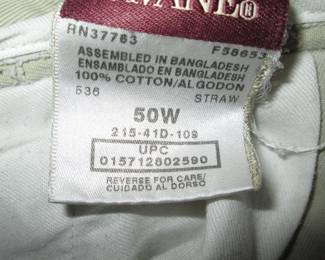 RN37763 F58653
ASSEMBLED IN BANGLADESH
ENSAMBLADO EN BANGLADESH
100% COTTON/ALGODON
536 STRAW
50W
215-41D-109
UPC
015712802590
REVERSE FOR CARE/
CUIDADO AL DORSO